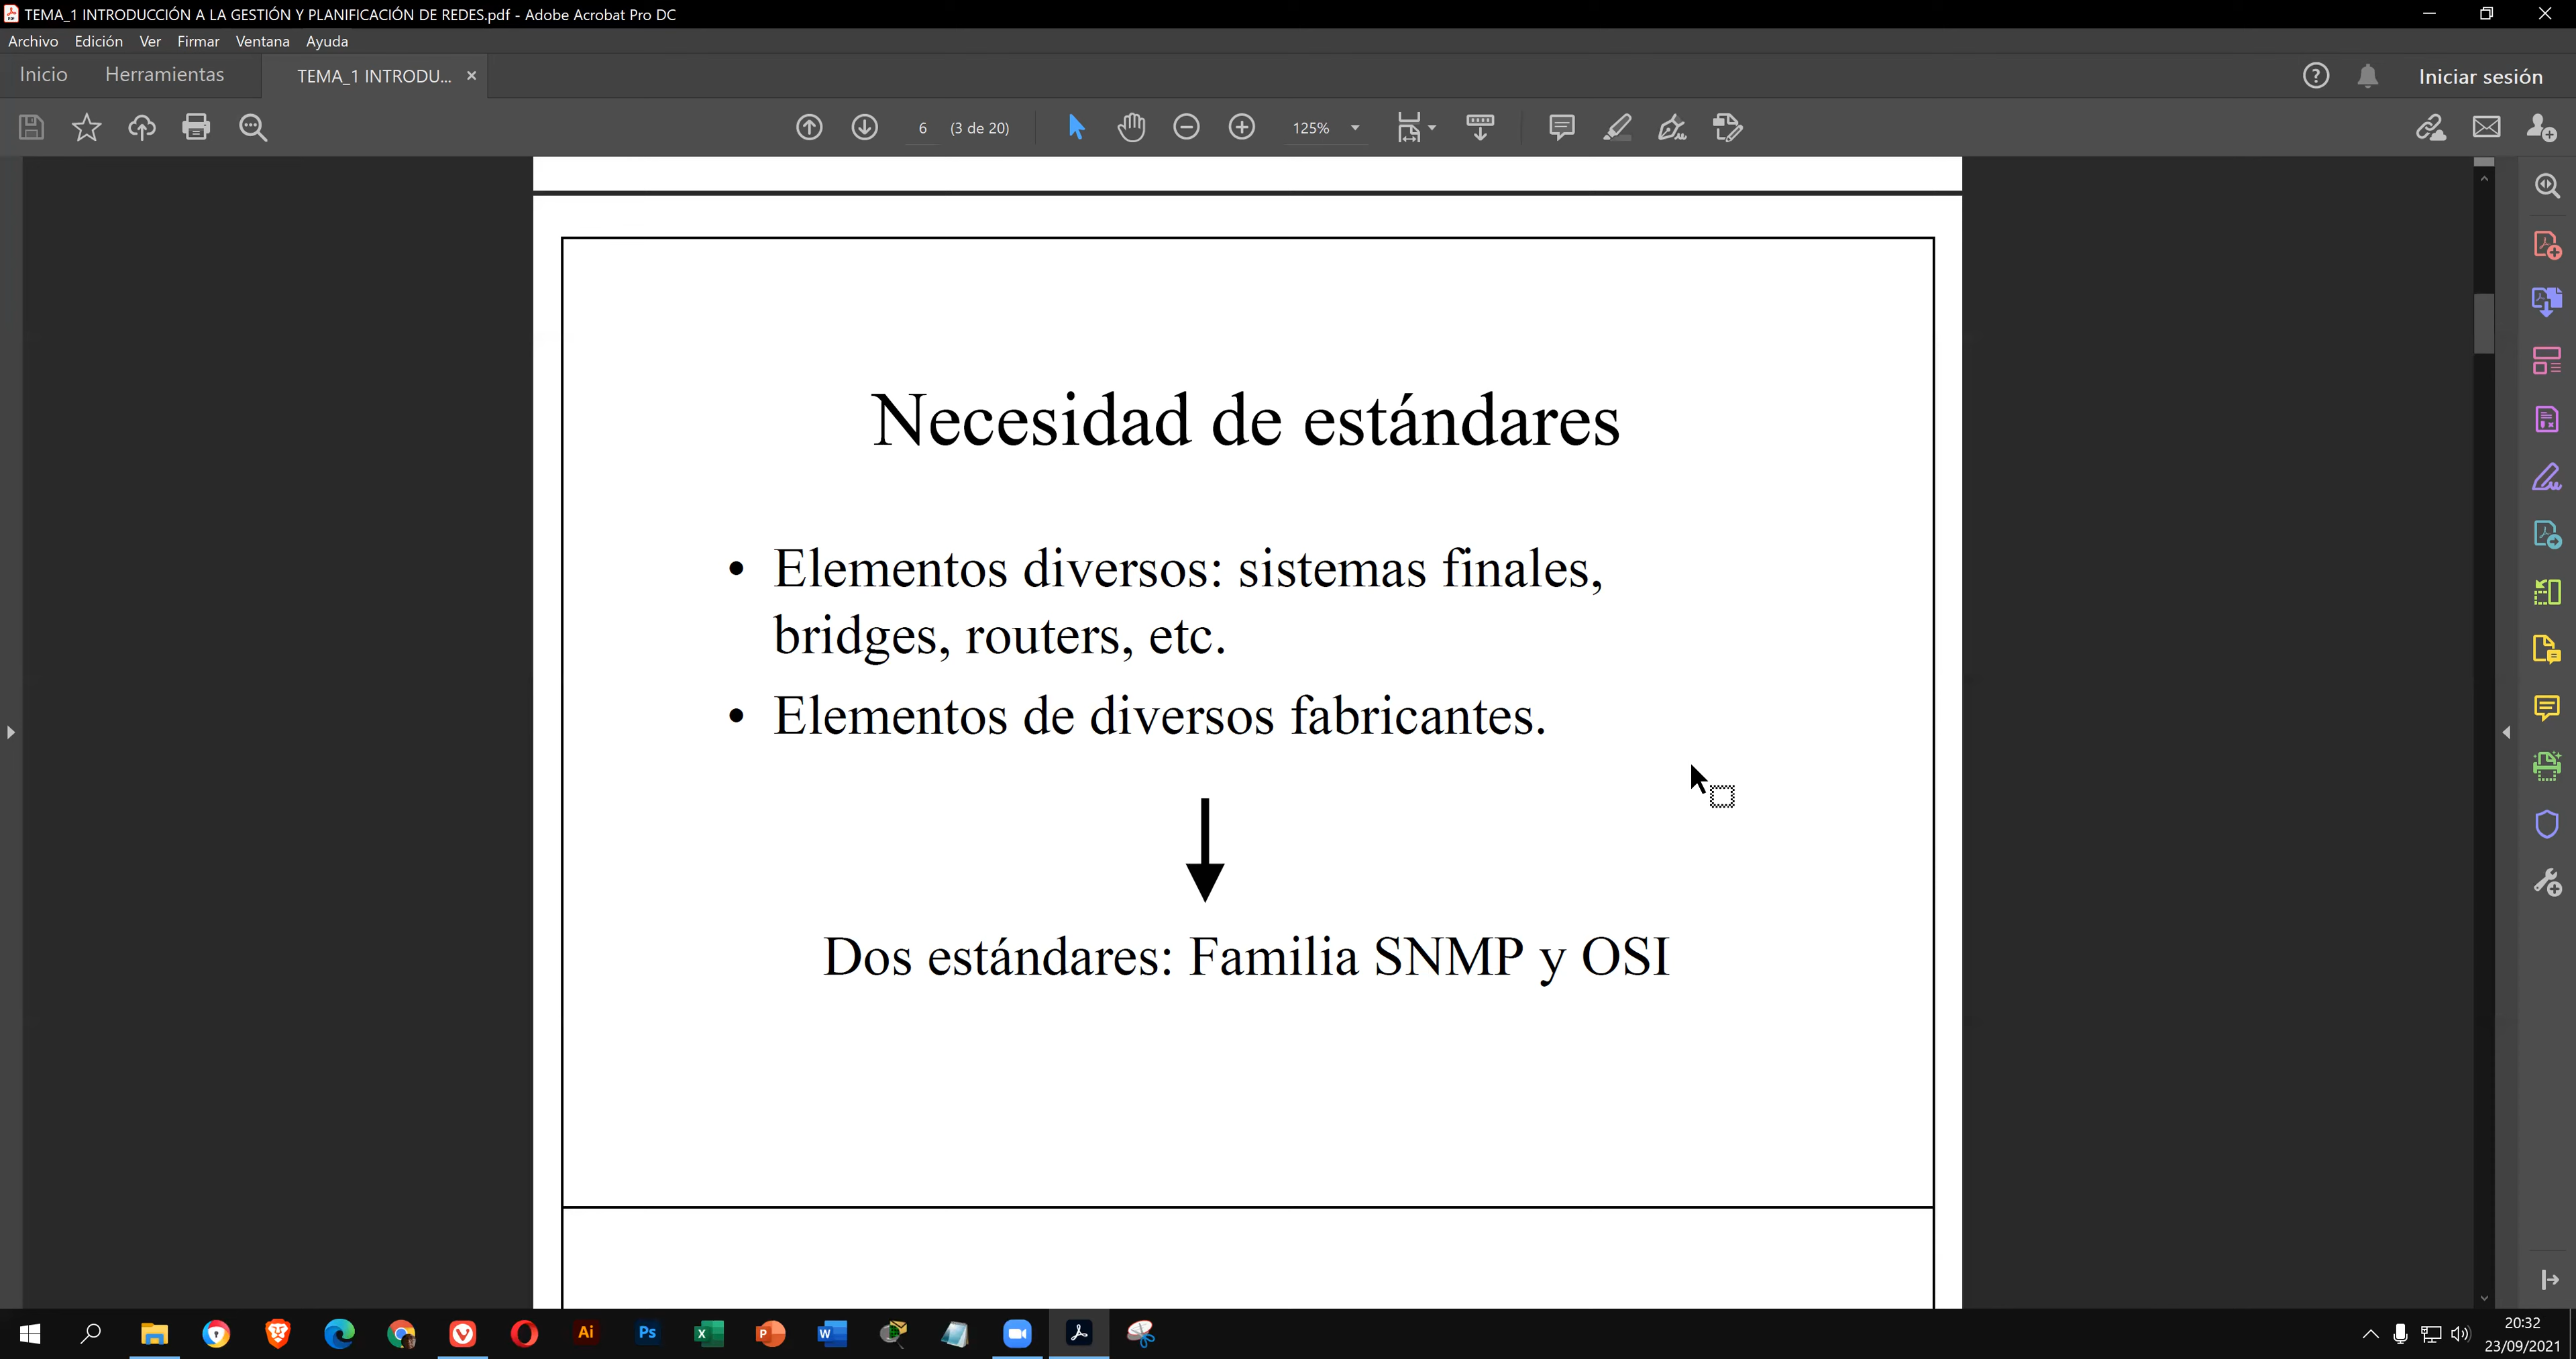 TEMA_1 INTRODUCCIÓN A LA GESTIÓN Y PLANIFICACIÓN DE REDES.pdf - Adobe Acrobat Pro DC
Archivo Edición Ver Firmar Ventana Ayuda
Inicio Herramientas TEMA_1 INTRODU... Iniciar sesión
6 (3 de 20) 125%
Necesidad de estándares
• Elementos diversos: sistemas finales,
bridges, routers, etc.
• Elementos de diversos fabricantes.
Dos estándares: Familia SNMP y OSI
Ai Ps
20:32
23/09/2021